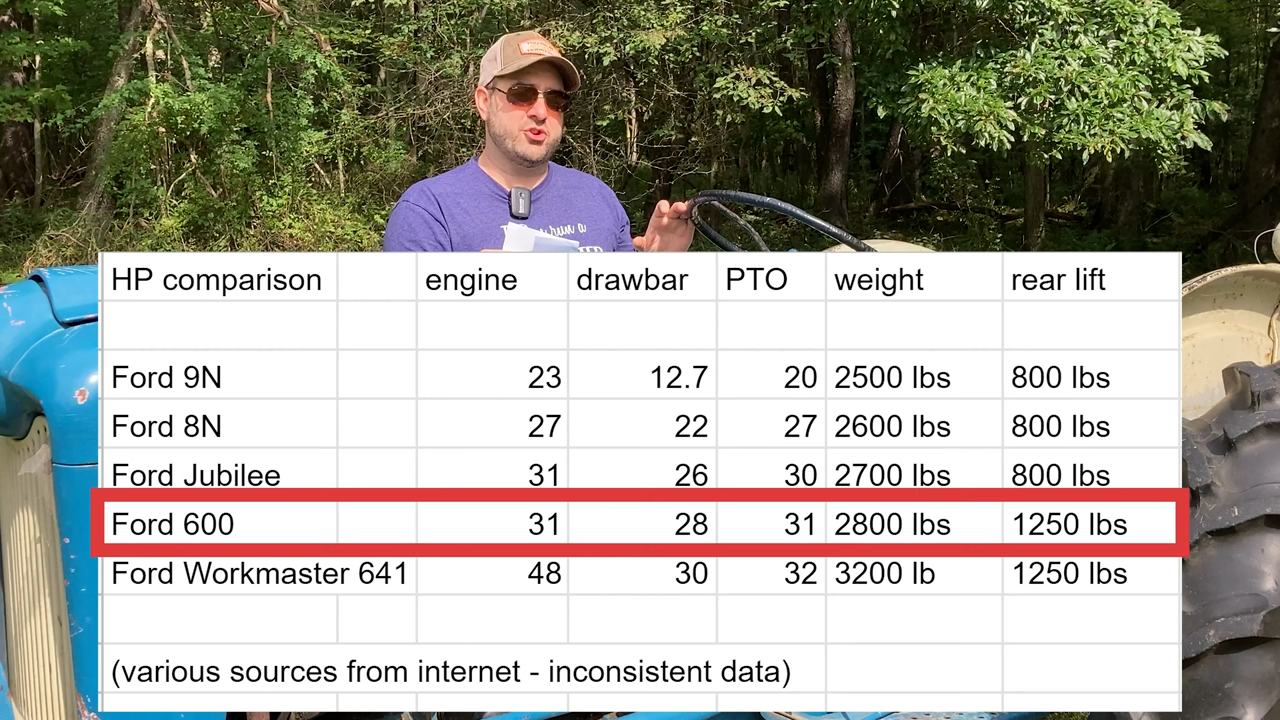 HP comparison engine drawbar PTO weight rear lift
Ford 9N 23 12.7 20 2500 lbs 800 lbs
Ford 8N 27 22 27 2600 lbs 800 lbs
Ford Jubilee 31 26 30 2700 lbs 800 lbs
Ford 600 31 28 31 2800 lbs 1250 lbs
Ford Workmaster 641 48 30 32 3200 lb 1250 lbs
(various sources from internet - inconsistent data)